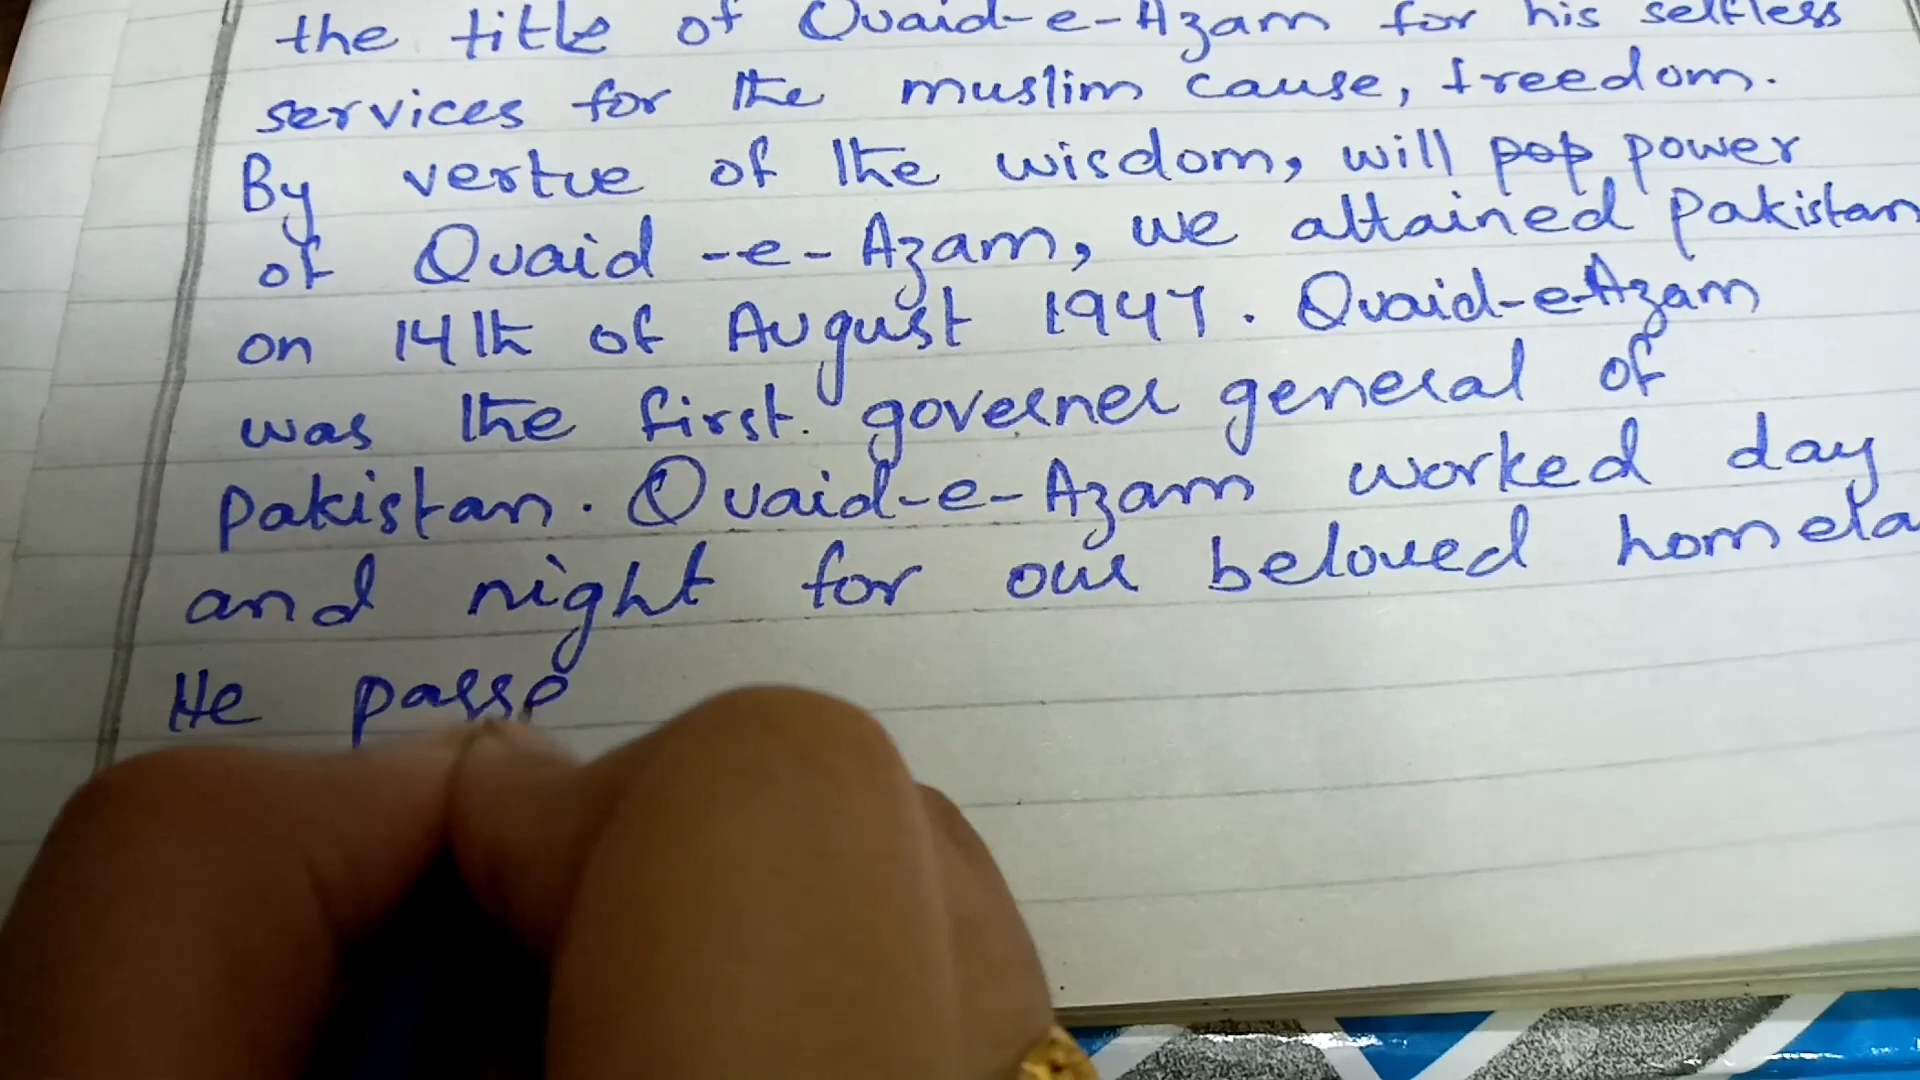 the title of Quaid-e-Azam for his selfless
services for the muslim cause, freedom.
By vertue of the wisdom, will pop power
of Quaid-e-Azam, we attained pakistan
on 14th of August 1947. Quaid-e-Azam
was the first. governer general of
pakistan. Quaid-e-Azam worked day
and night for our beloved homela
He passe